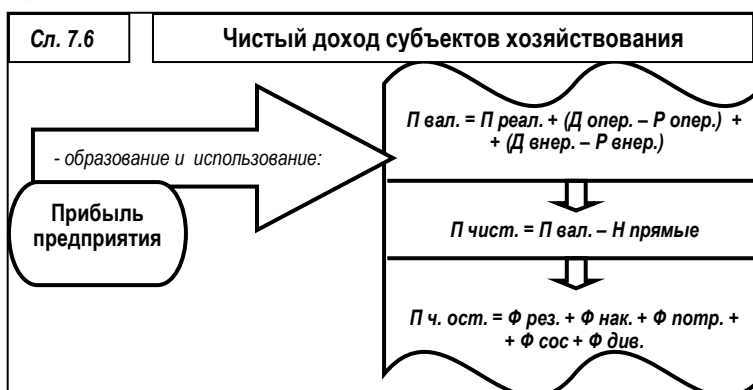 Сл. 7.6
Чистый доход субъектов хозяйствования
- образование и использование:
Прибыль
предприятия
П вал. = П реал. + (Д опер. – Р опер.) +
+ (Д внер. – Р внер.)
П чист. = П вал. – Н прямые
П ч. ост. = Ф рез. + Ф нак. + Ф потр. +
+ Ф сос + Ф див.